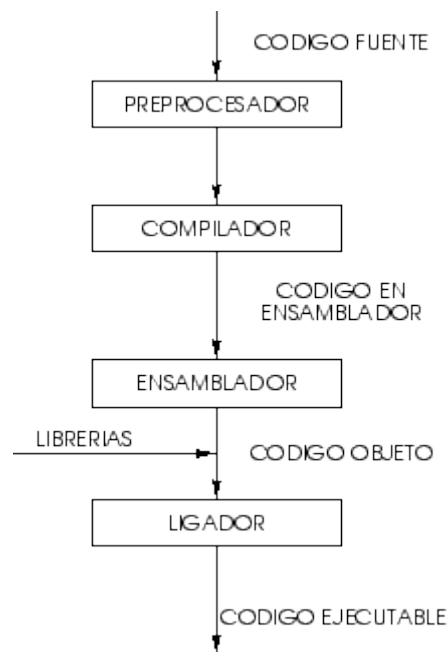 CODIGO FUENTE
PREPROCESADOR
COMPILADOR
CODIGO EN
ENSAMBLADOR
ENSAMBLADOR
LIBRERIAS
CODIGO OBJETO
LIGADOR
CODIGO EJECUTABLE